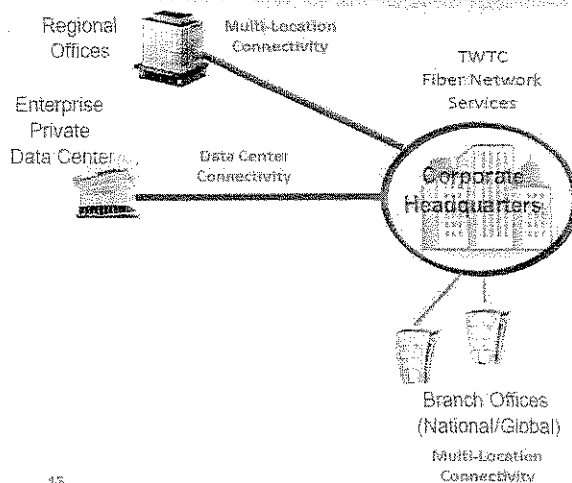 Regional
Offices
Multi-Location
Connectivity
TWTC
Fiber Network
Services
Enterprise
Private
Data Center
Data Center
Connectivity
Corporate
Headquarters
Branch Offices
(National/Global)
Multi-Location
Connectivity
15